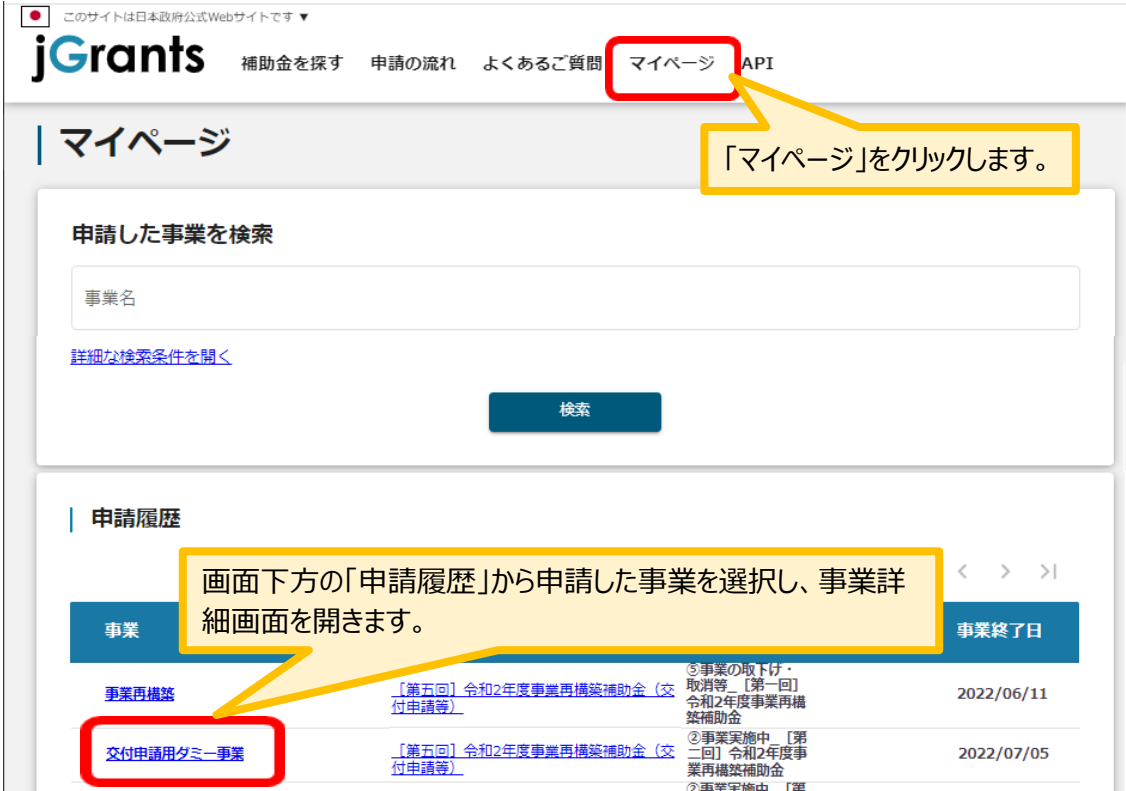 このサイトは日本政府公式Webサイトです ▼
jGrants 補助金を探す 申請の流れ よくあるご質問 マイページ API
マイページ
「マイページ」をクリックします。
申請した事業を検索
事業名
詳細な検索条件を開く
検索
申請履歴
画面下方の「申請履歴」から申請した事業を選択し、事業詳
細画面を開きます。
事業 事業終了日
事業再構築
［第五回］令和2年度事業再構築補助金（交
付申請等）
⑤事業の取下げ・
取消等_［第一回］
令和2年度事業再構
築補助金
2022/06/11
交付申請用ダミー事業
［第五回］令和2年度事業再構築補助金（交
付申請等）
②事業実施中_［第
二回］令和2年度事
業再構築補助金
2022/07/05
②事業実施中_［第